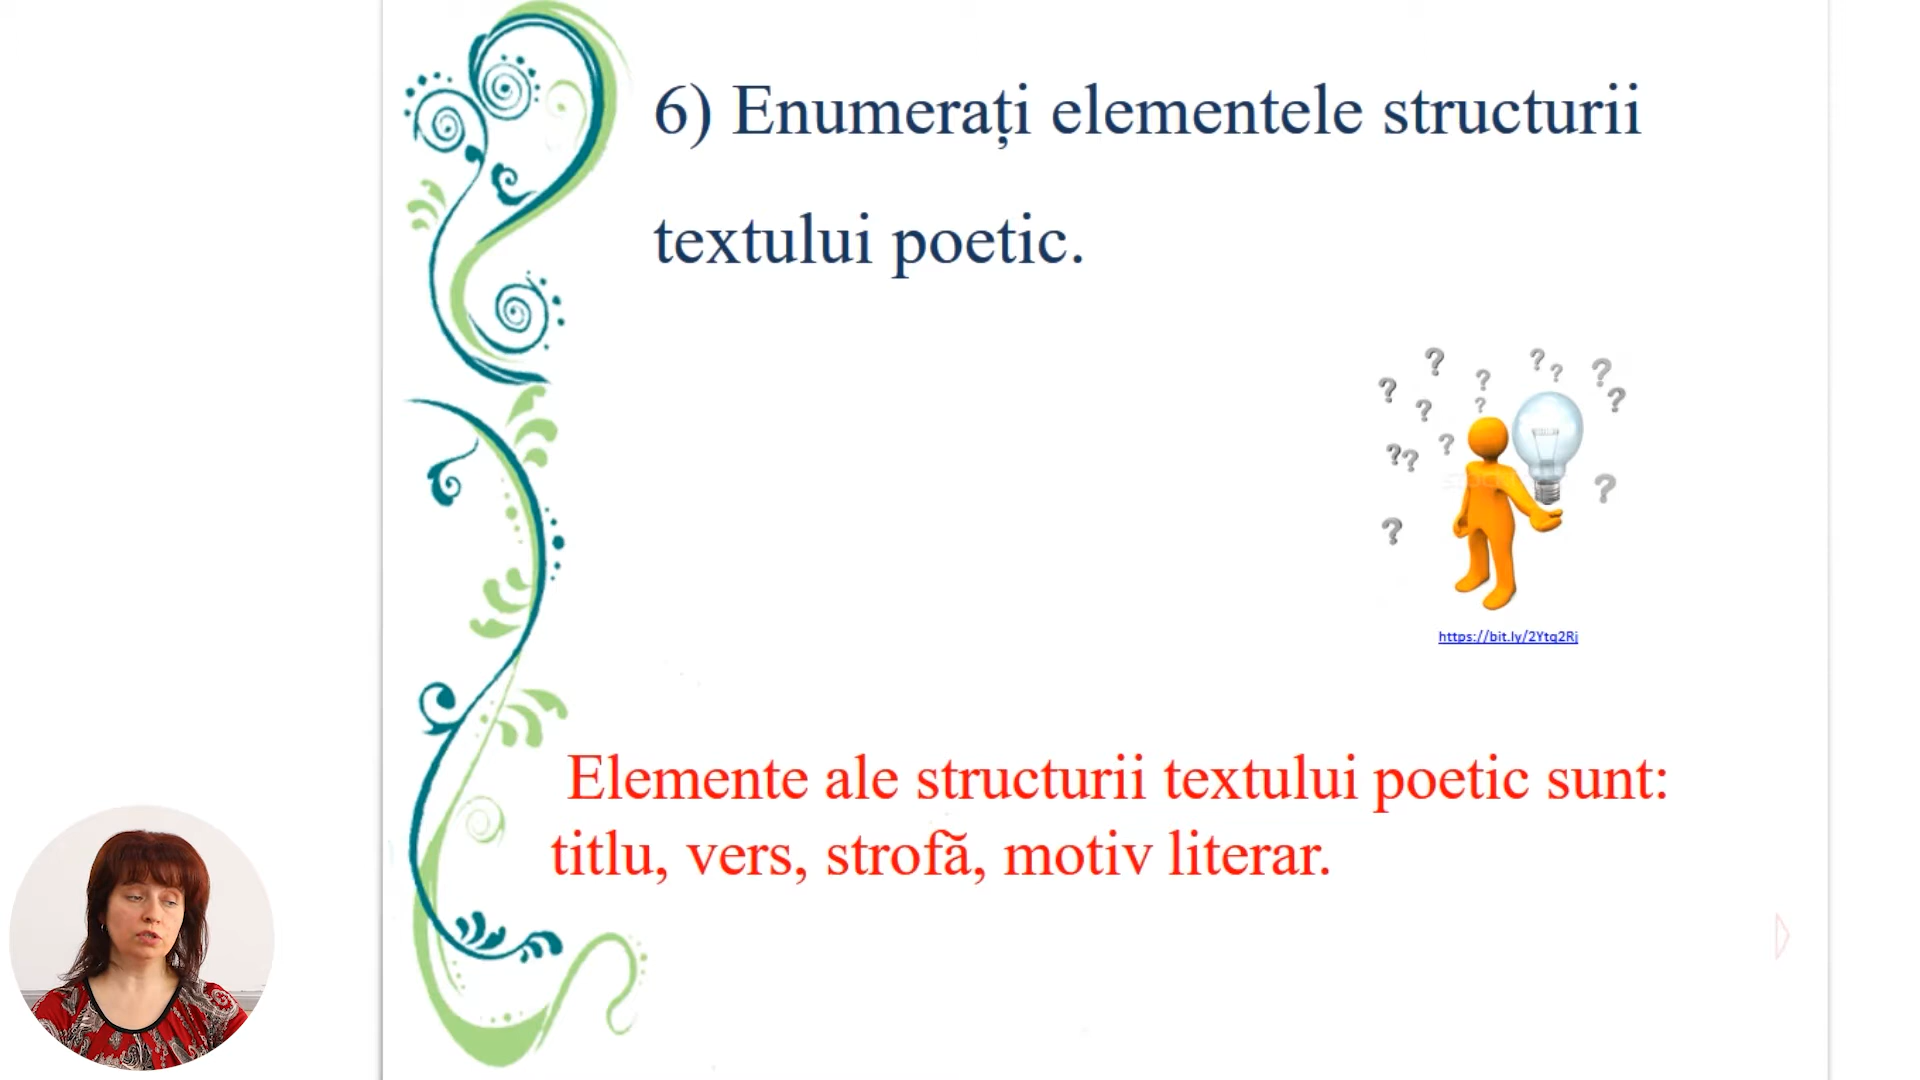 6) Enumerați elementele structurii
textului poetic.
https://bit.ly/2Ytq2Rj
Elemente ale structurii textului poetic sunt:
titlu, vers, strofă, motiv literar.